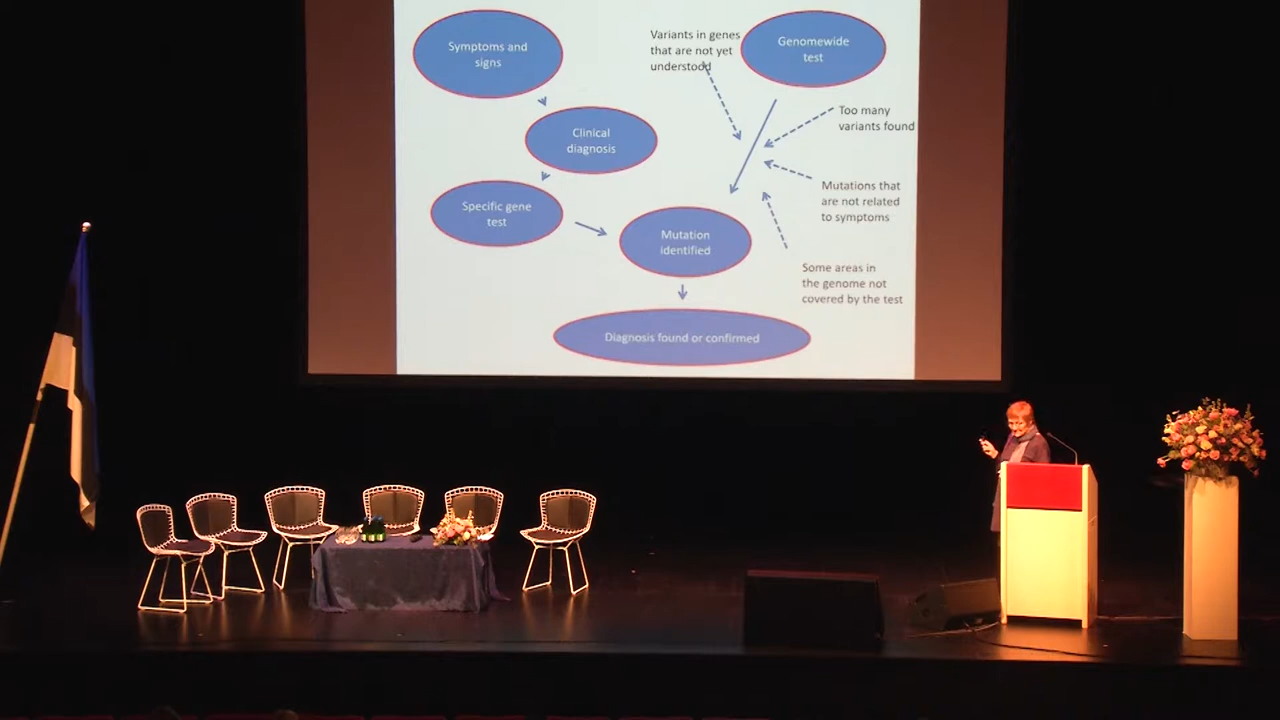 Symptoms and
signs
Variants in genes
that are not yet
understood
Genomewide
test
Clinical
diagnosis
Too many
variants found
Specific gene
test
Mutations that
are not related
to symptoms
Mutation
identified
Some areas in
the genome not
covered by the test
Diagnosis found or confirmed